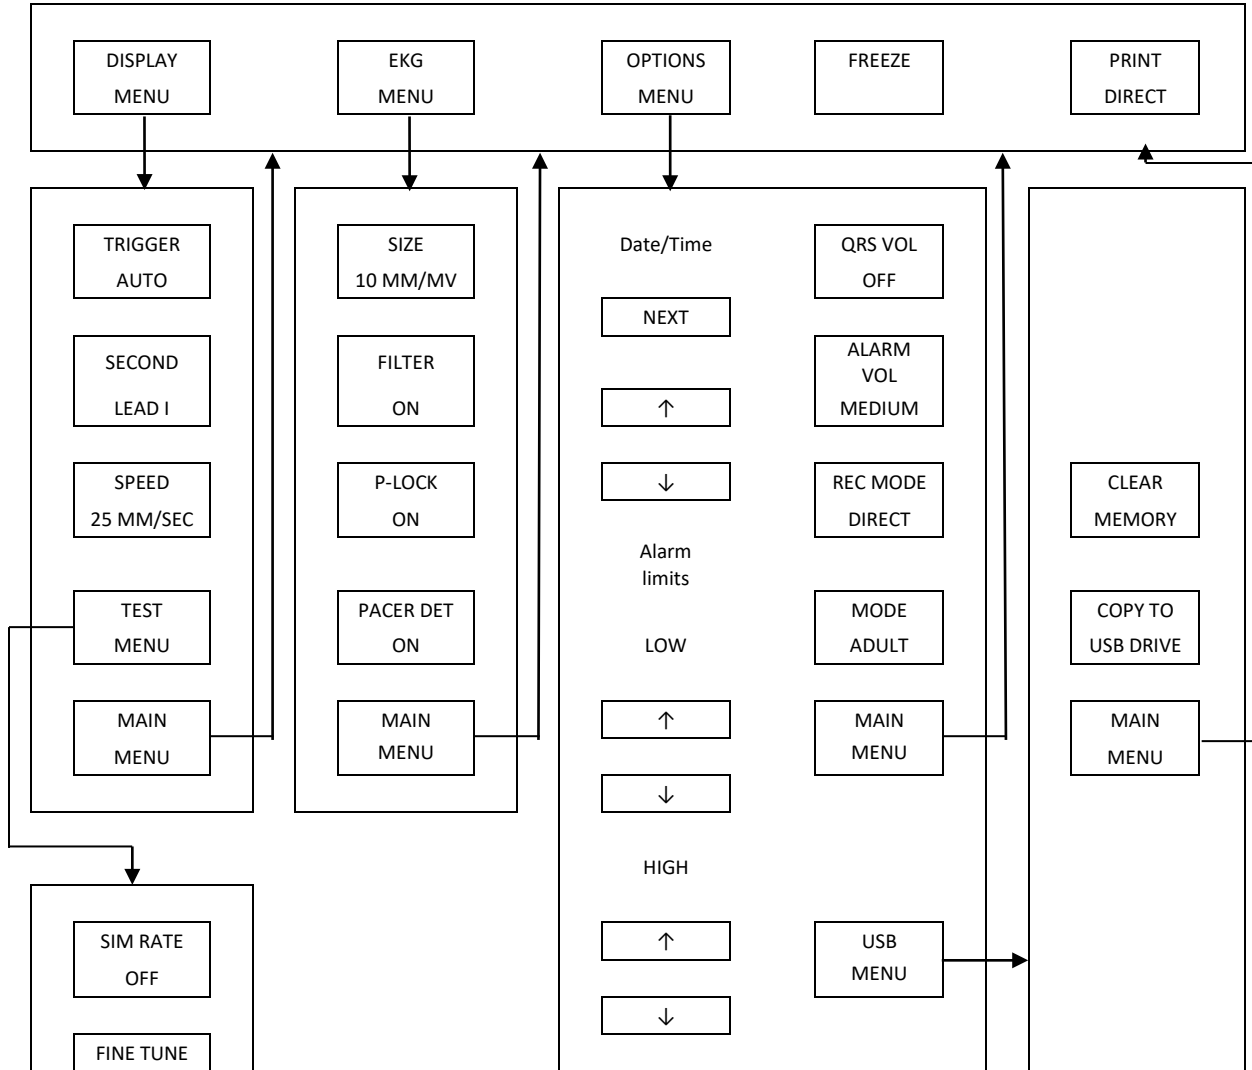 DISPLAY
MENU
EKG
MENU
OPTIONS
MENU
FREEZE
PRINT
DIRECT
TRIGGER
AUTO
SECOND
LEAD I
SPEED
25 MM/SEC
TEST
MENU
MAIN
MENU
SIZE
10 MM/MV
FILTER
ON
P-LOCK
ON
PACER DET
ON
MAIN
MENU
Date/Time
NEXT
↑
↓
Alarm
limits
LOW
↑
↓
HIGH
↑
↓
QRS VOL
OFF
ALARM
VOL
MEDIUM
REC MODE
DIRECT
MODE
ADULT
MAIN
MENU
USB
MENU
CLEAR
MEMORY
COPY TO
USB DRIVE
MAIN
MENU
SIM RATE
OFF
FINE TUNE